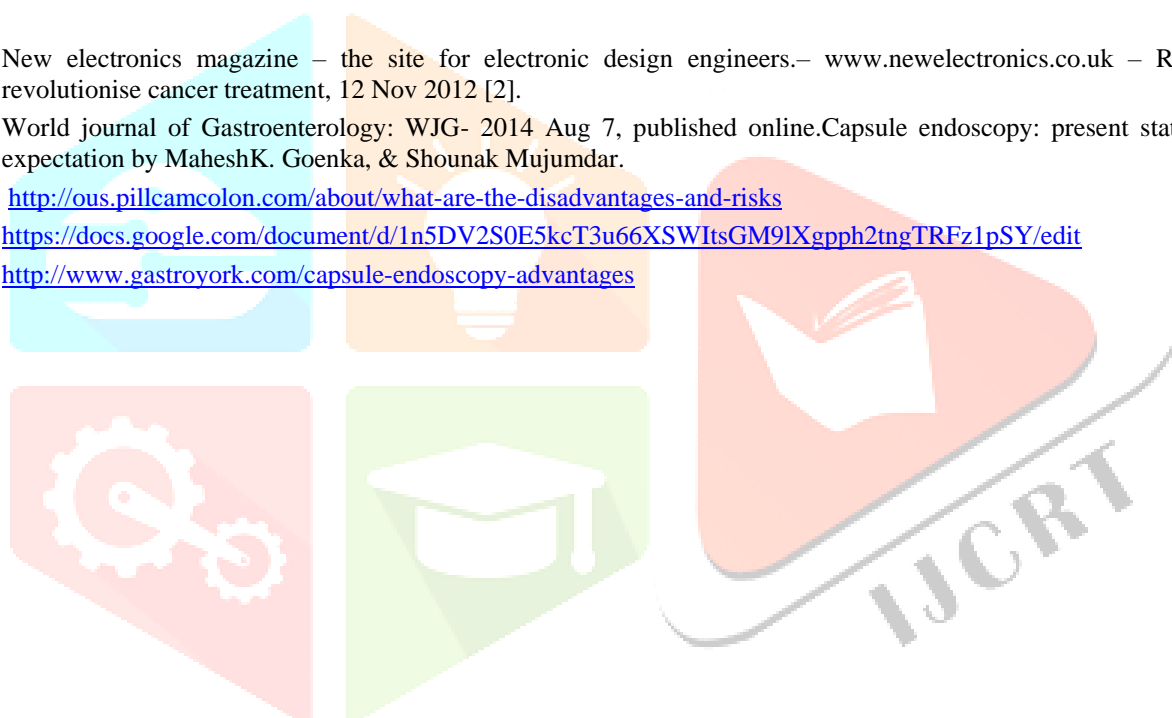 New electronics magazine – the site for electronic design engineers.– www.newelectronics.co.uk –
revolutionise cancer treatment, 12 Nov 2012 [2].
World journal of Gastroenterology: WJG- 2014 Aug 7, published online.Capsule endoscopy: present
expectation by MaheshK. Goenka, & Shounak Mujumdar.
http://ous.pillcamcolon.com/about/what-are-the-disadvantages-and-risks
https://docs.google.com/document/d/1n5DV2S0E5kcT3u66XSWItsGM9lXgpph2tngTRFz1pSY/edit
http://www.gastroyork.com/capsule-endoscopy-advantages
IJCRT